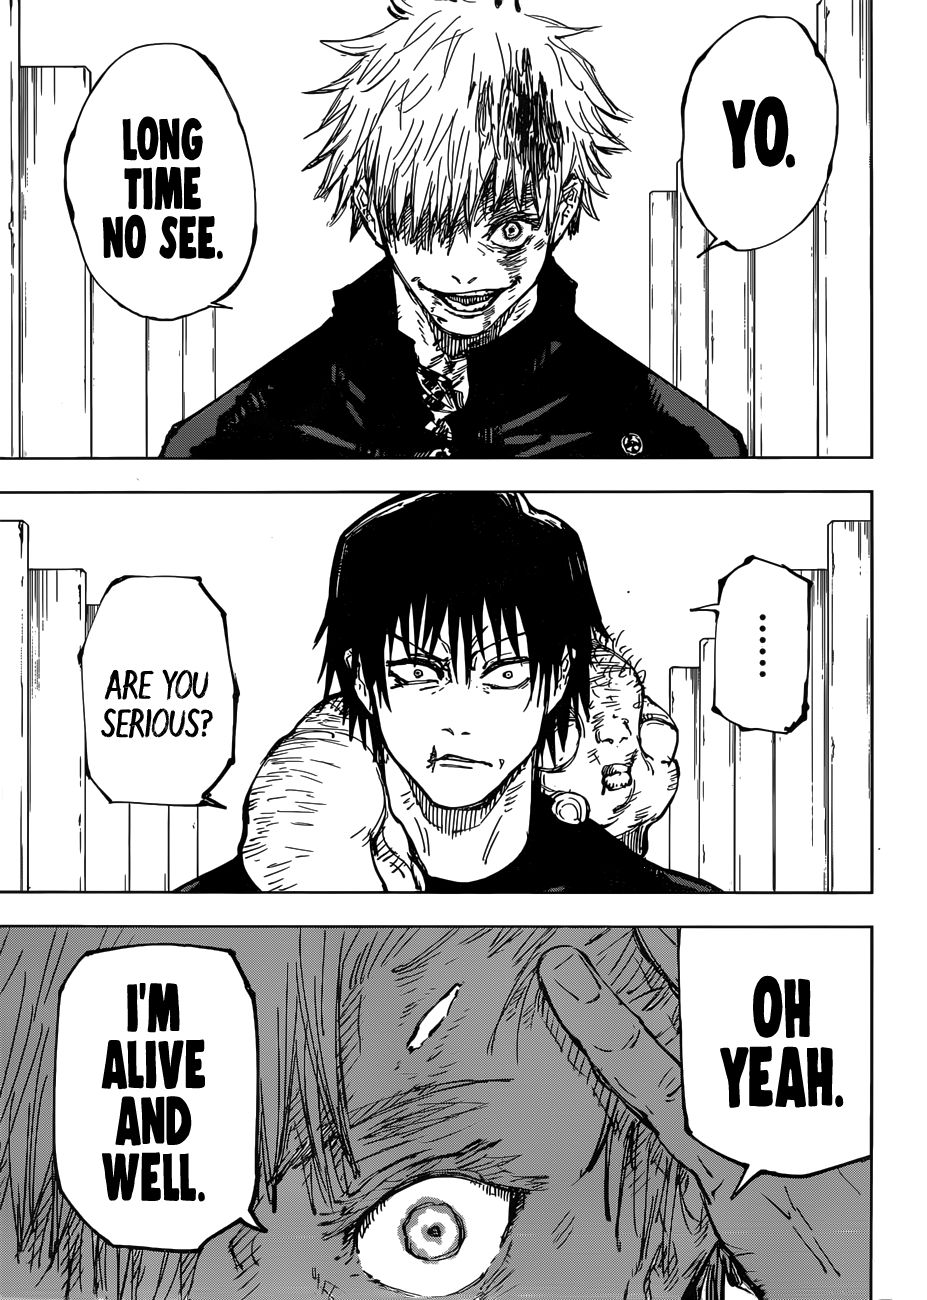 YO.
LONG
TIME
NO SEE.
......
ARE YOU
SERIOUS?
OH
YEAH.
I'M
ALIVE
AND
WELL.